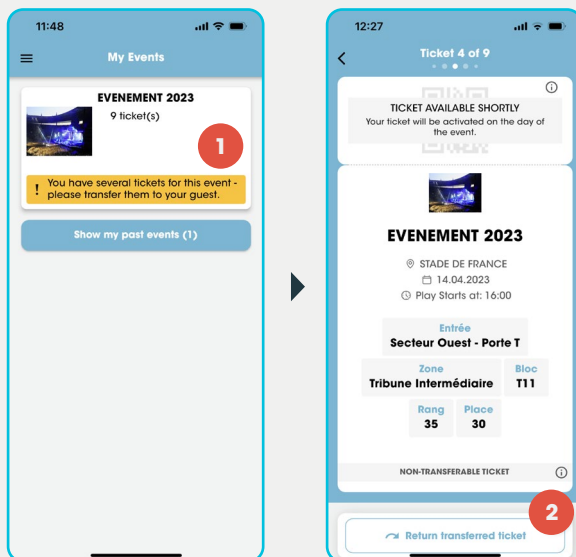 11:48
My Events
EVENEMENT 2023
9 ticket(s)
1
! You have several tickets for this event -
please transfer them to your guest.
Show my past events (1)
12:27
Ticket 4 of 9
TICKET AVAILABLE SHORTLY
Your ticket will be activated on the day of
the event.
EVENEMENT 2023
STADE DE FRANCE
14.04.2023
Play Starts at: 16:00
Entrée
Secteur Ouest - Porte T
Zone
Bloc
Tribune Intermédiaire
T11
Rang
Place
35
30
NON-TRANSFERABLE TICKET
2
Return transferred ticket